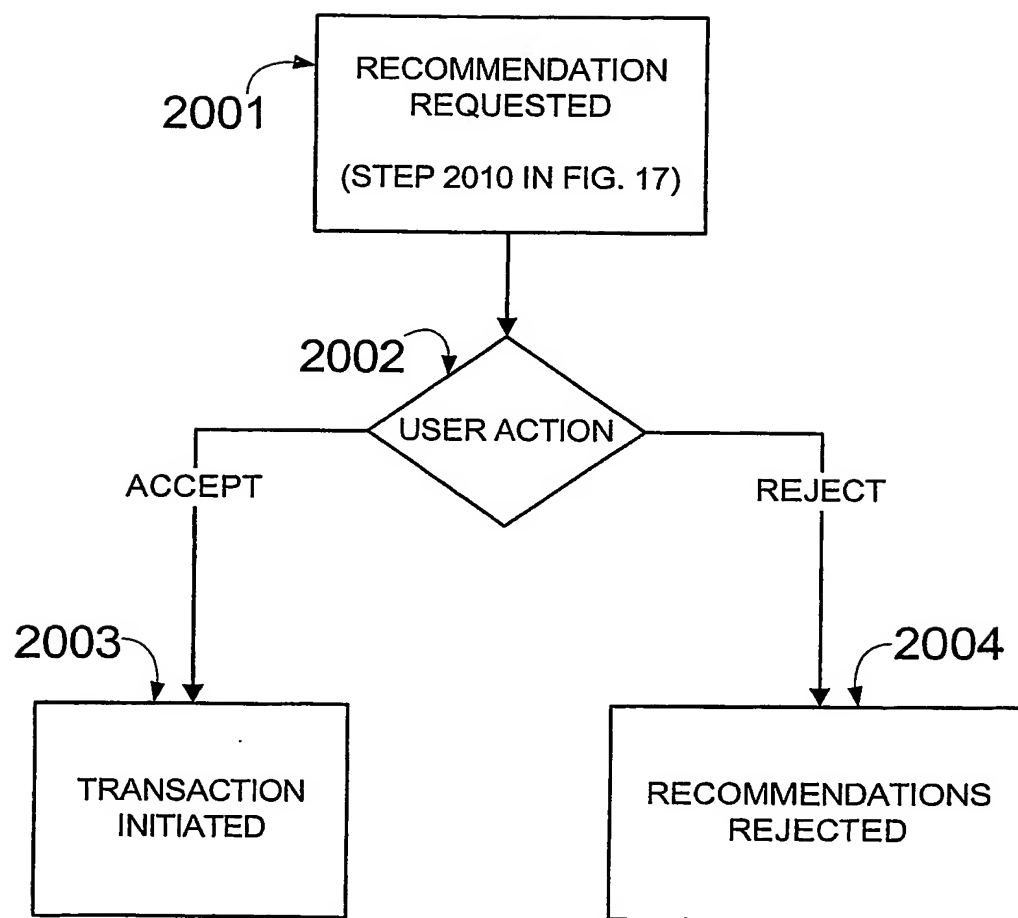 2001
RECOMMENDATION
REQUESTED
(STEP 2010 IN FIG. 17)
2002
USER ACTION
ACCEPT
REJECT
2003
2004
TRANSACTION
INITIATED
RECOMMENDATIONS
REJECTED